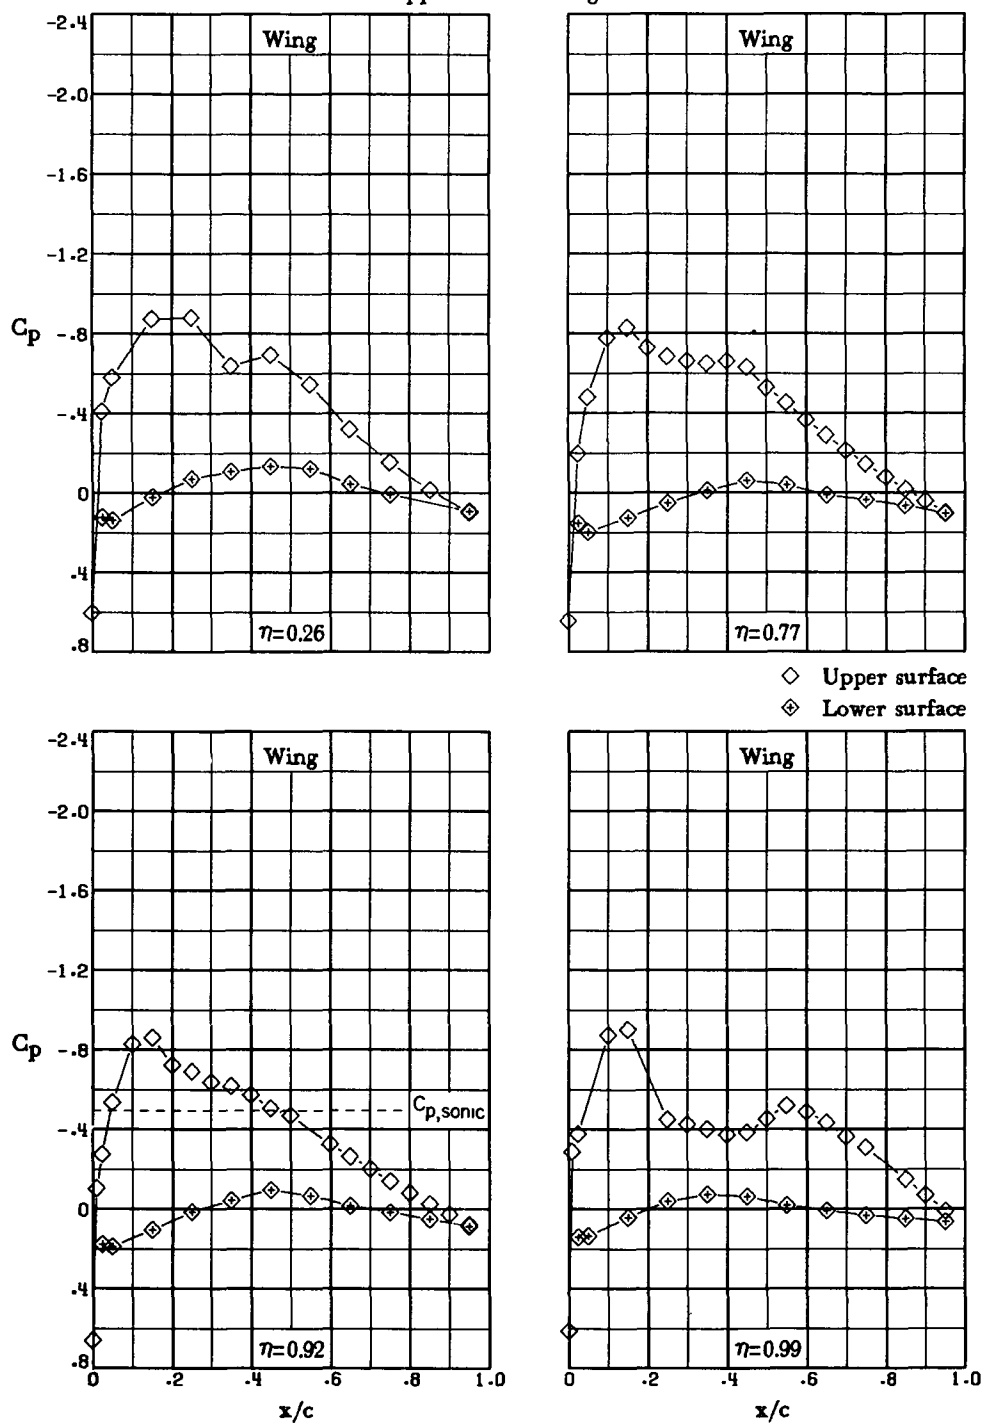 Wing
Wing
-2.4
-2.0
-1.6
-1.2
Cp
-.8
-.4
0
.4
.8
η=0.26
η=0.77
Upper surface
Lower surface
Wing
Wing
-2.4
-2.0
-1.6
-1.2
Cp
-.8
Cp,sonic
-.4
0
.4
.8
η=0.92
η=0.99
0 .2 .4 .6 .8 1.0
0 .2 .4 .6 .8 1.0
x/c
x/c